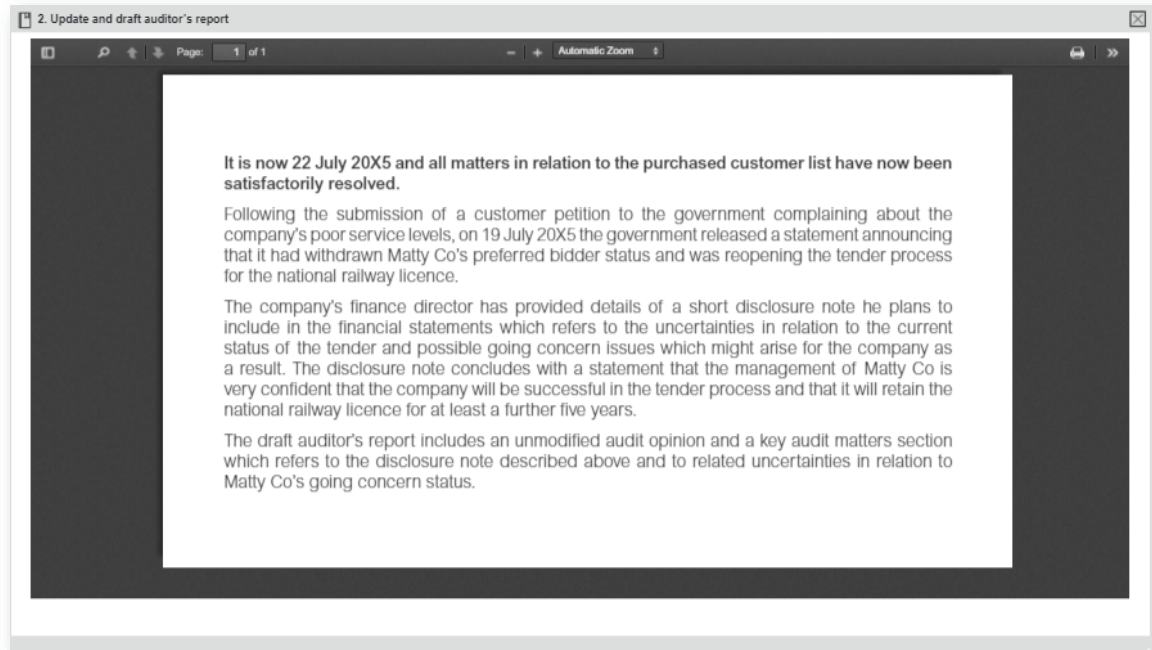 2. Update and draft auditor's report
Page: 1 of 1
Automatic Zoom
It is now 22 July 20X5 and all matters in relation to the purchased customer list have now been
satisfactorily resolved.
Following the submission of a customer petition to the government complaining about the
company's poor service levels, on 19 July 20X5 the government released a statement announcing
that it had withdrawn Matty Co's preferred bidder status and was reopening the tender process
for the national railway licence.
The company's finance director has provided details of a short disclosure note he plans to
include in the financial statements which refers to the uncertainties in relation to the current
status of the tender and possible going concern issues which might arise for the company as
a result. The disclosure note concludes with a statement that the management of Matty Co is
very confident that the company will be successful in the tender process and that it will retain the
national railway licence for at least a further five years.
The draft auditor's report includes an unmodified audit opinion and a key audit matters section
which refers to the disclosure note described above and to related uncertainties in relation to
Matty Co's going concern status.